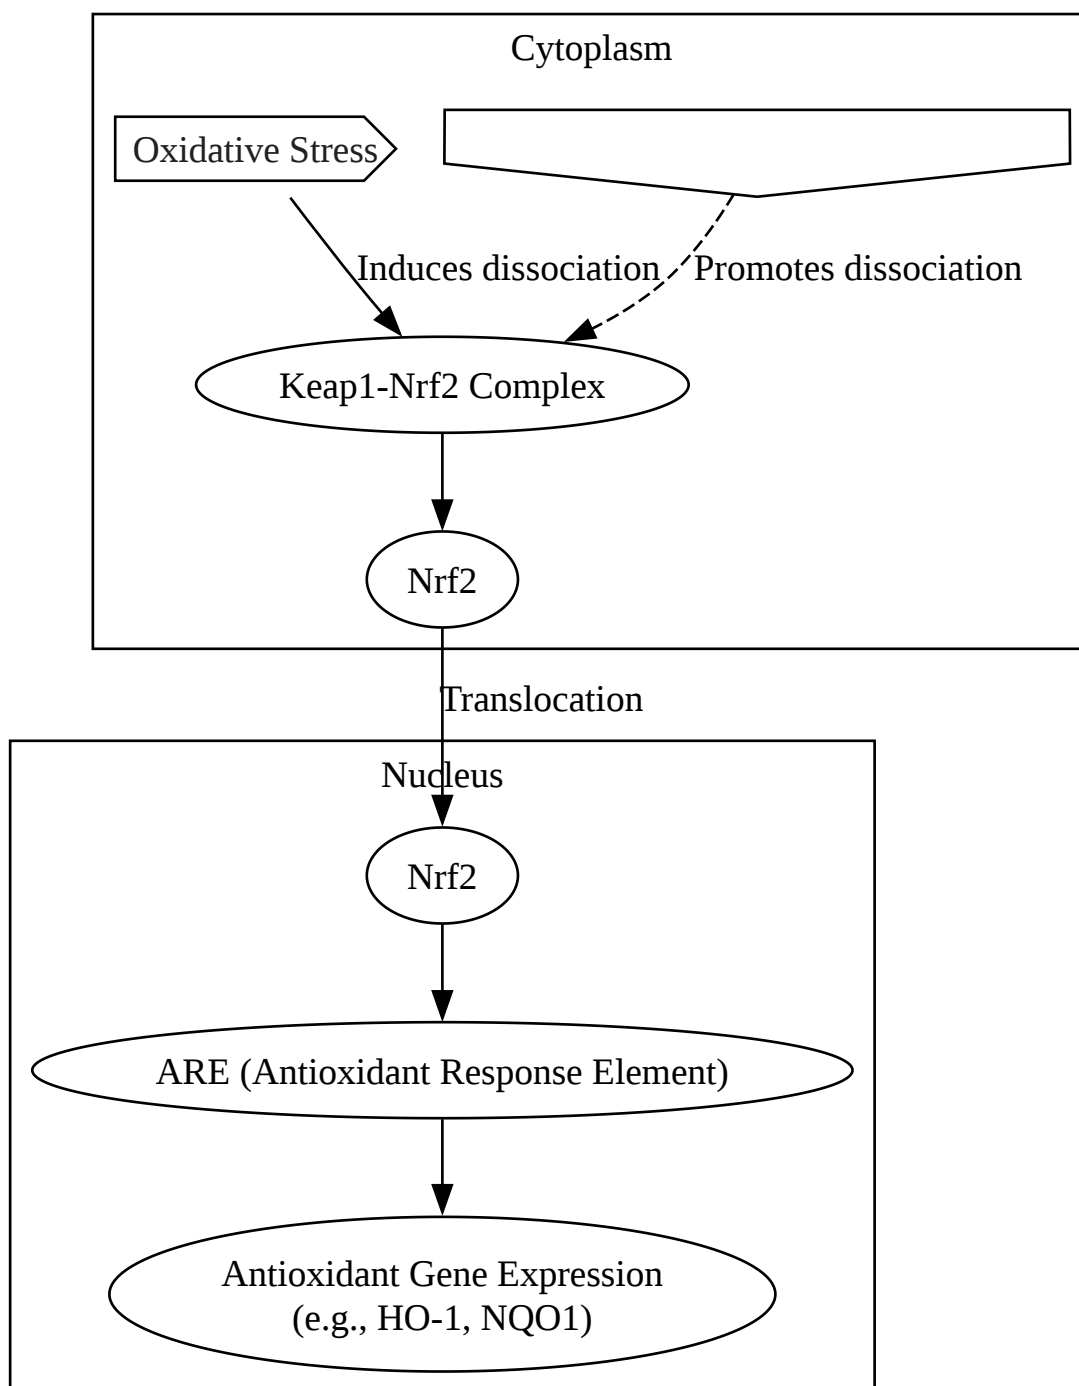 Cytoplasm
Oxidative Stress
Induces dissociation
Promotes dissociation
Keap1-Nrf2 Complex
Nrf2
Translocation
Nucleus
Nrf2
ARE (Antioxidant Response Element)
Antioxidant Gene Expression
(e.g., HO-1, NQO1)